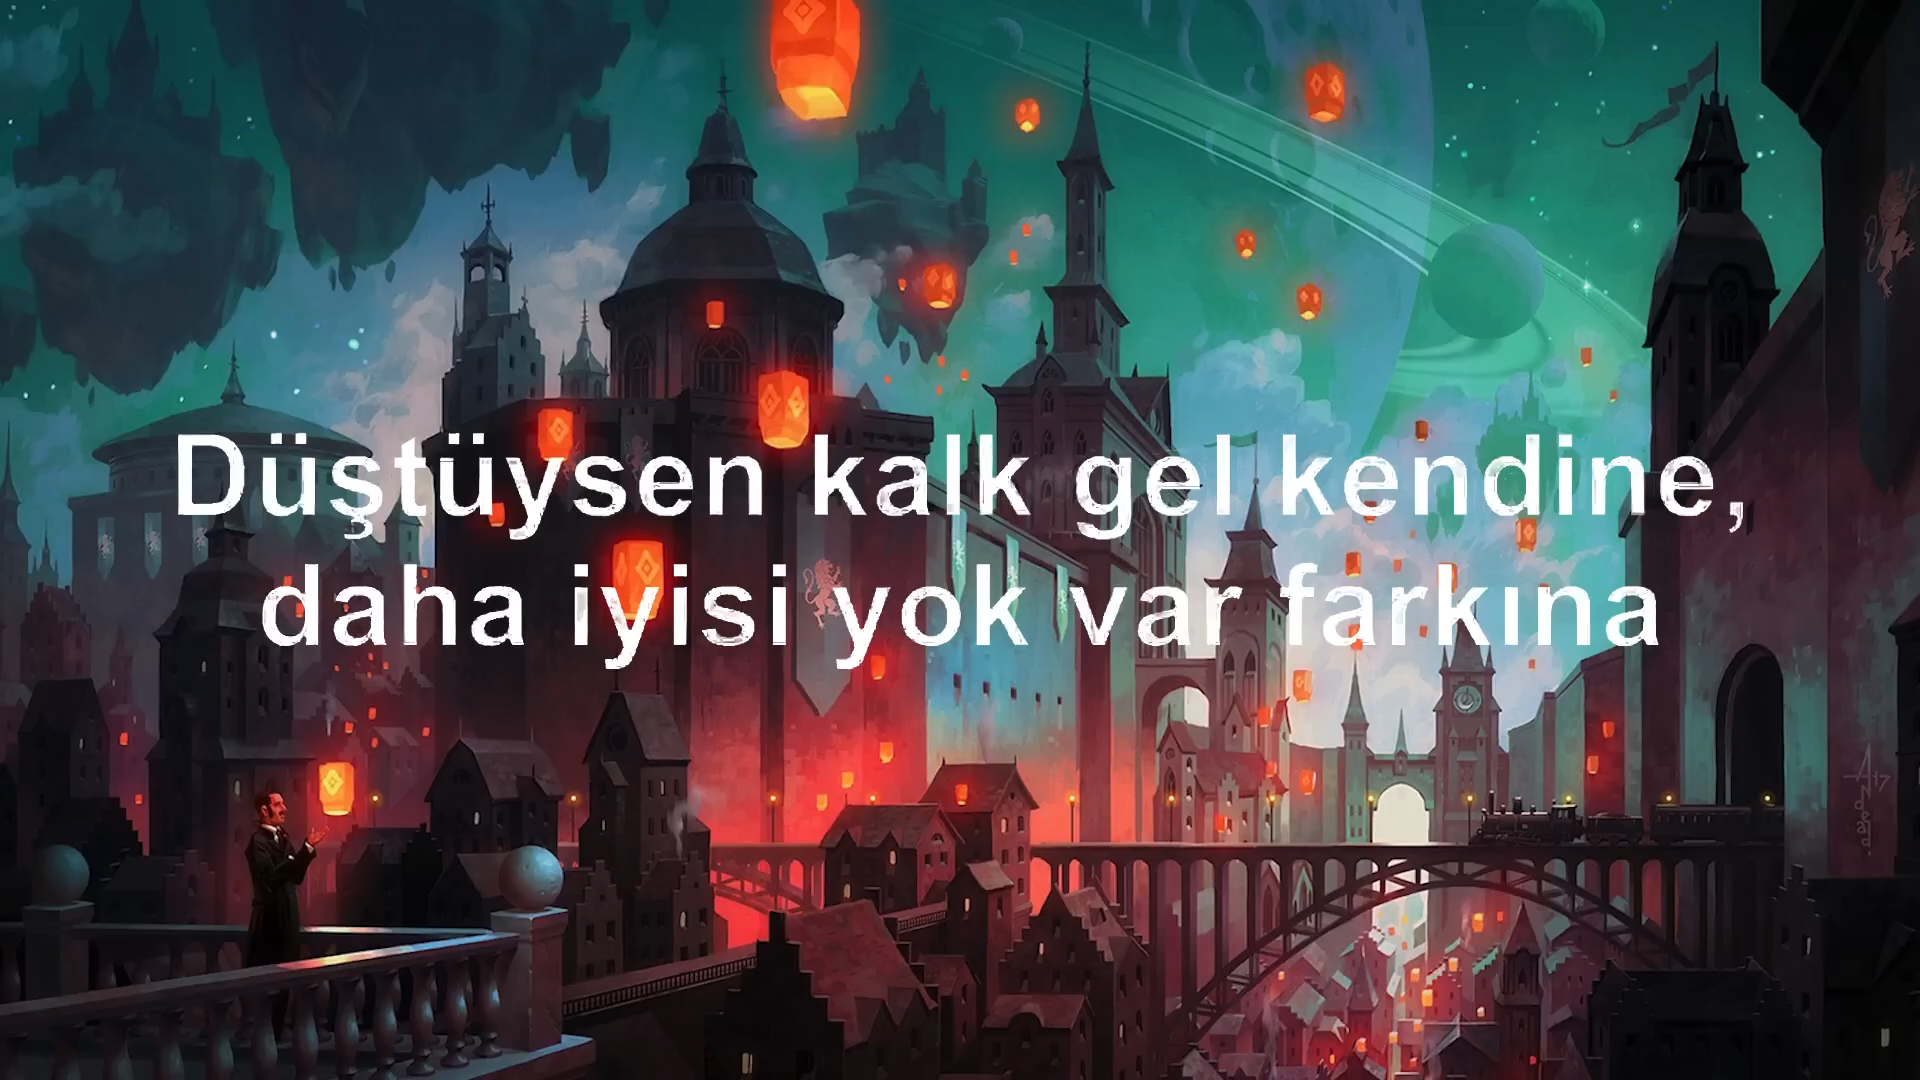 Düştüysen kalk gel kendine,
daha iyisi yok var farkına